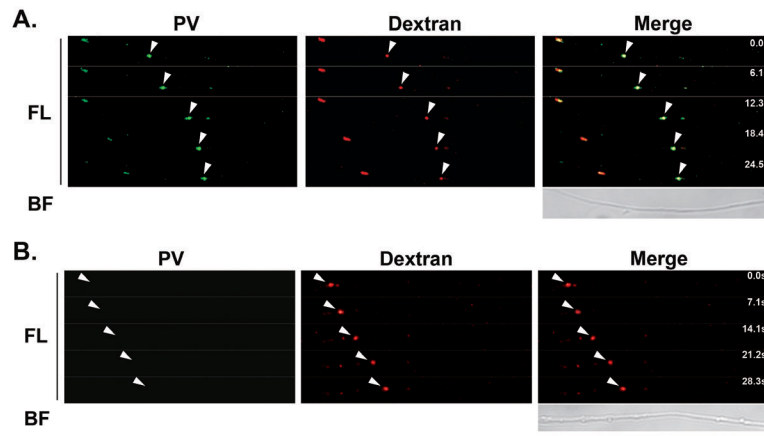 A.
PV Dextran Merge
0.0
6.1
12.3
FL
18.4
24.5
BF
B.
PV Dextran Merge
0.0s
7.1s
14.1s
FL
21.2s
28.3s
BF